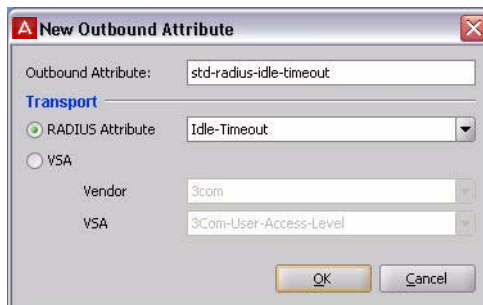 New Outbound Attribute
Outbound Attribute: std-radius-idle-timeout
Transport
RADIUS Attribute Idle-Timeout
VSA
Vendor 3com
VSA 3Com-User-Access-Level
OK Cancel